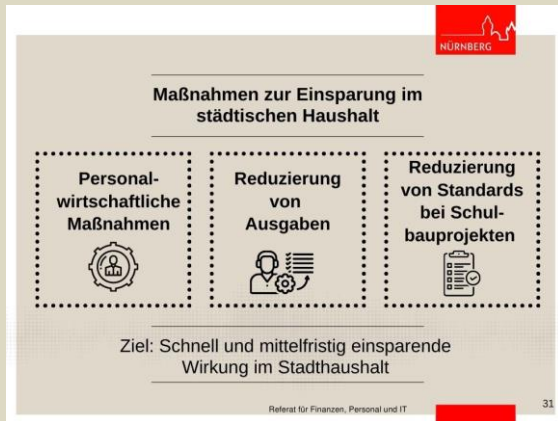 NÜRNBERG
Maßnahmen zur Einsparung im
städtischen Haushalt
Personal-
wirtschaftliche
Maßnahmen
Reduzierung
von
Ausgaben
Reduzierung
von Standards
bei Schul-
bauprojekten
Ziel: Schnell und mittelfristig einsparende
Wirkung im Stadthaushalt
Referat für Finanzen, Personal und IT
31